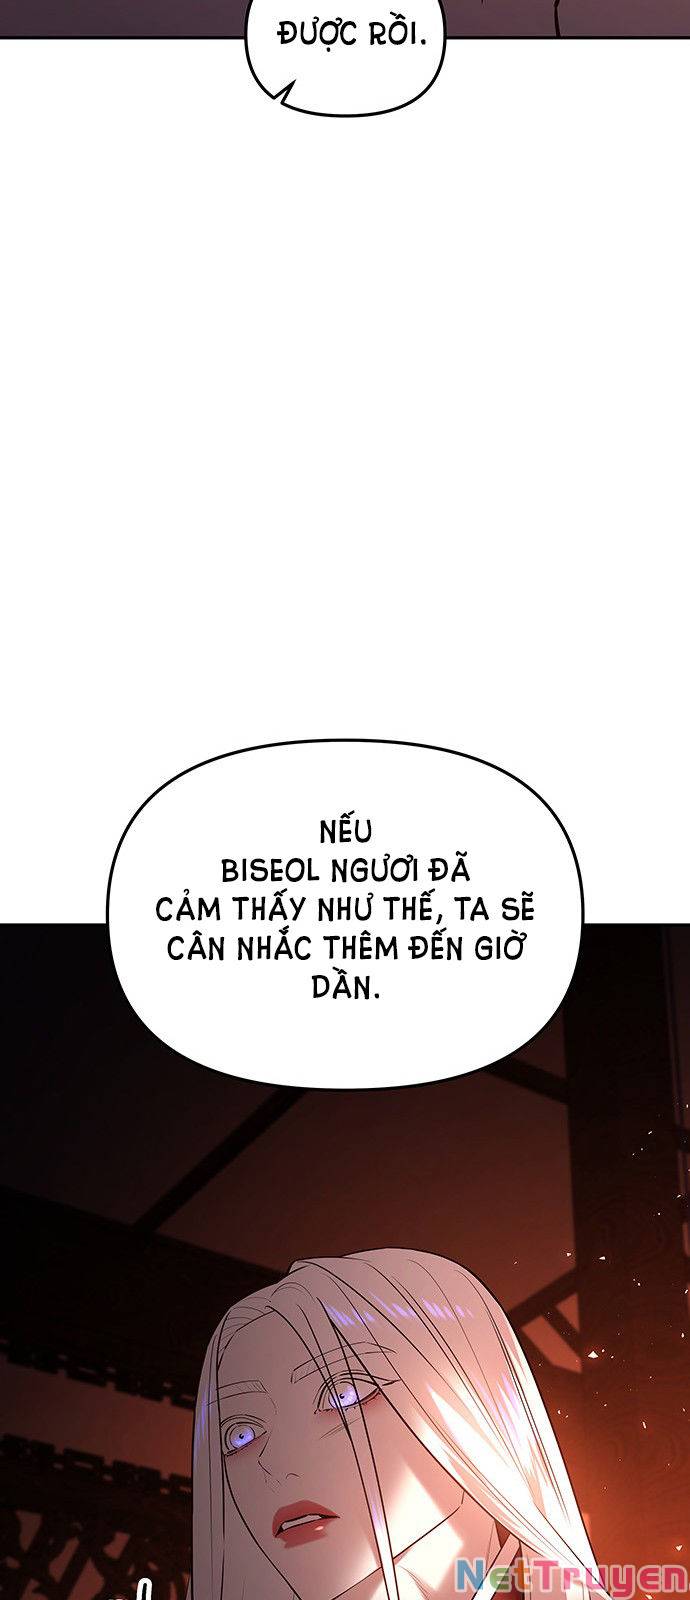 ĐƯỢC RỒI.
NẾU
BISEOL NGƯƠI ĐÃ
CẢM THẤY NHƯ THẾ, TA SẼ
CÂN NHẮC THÊM ĐẾN GIỜ
DẦN.
NetTruyen